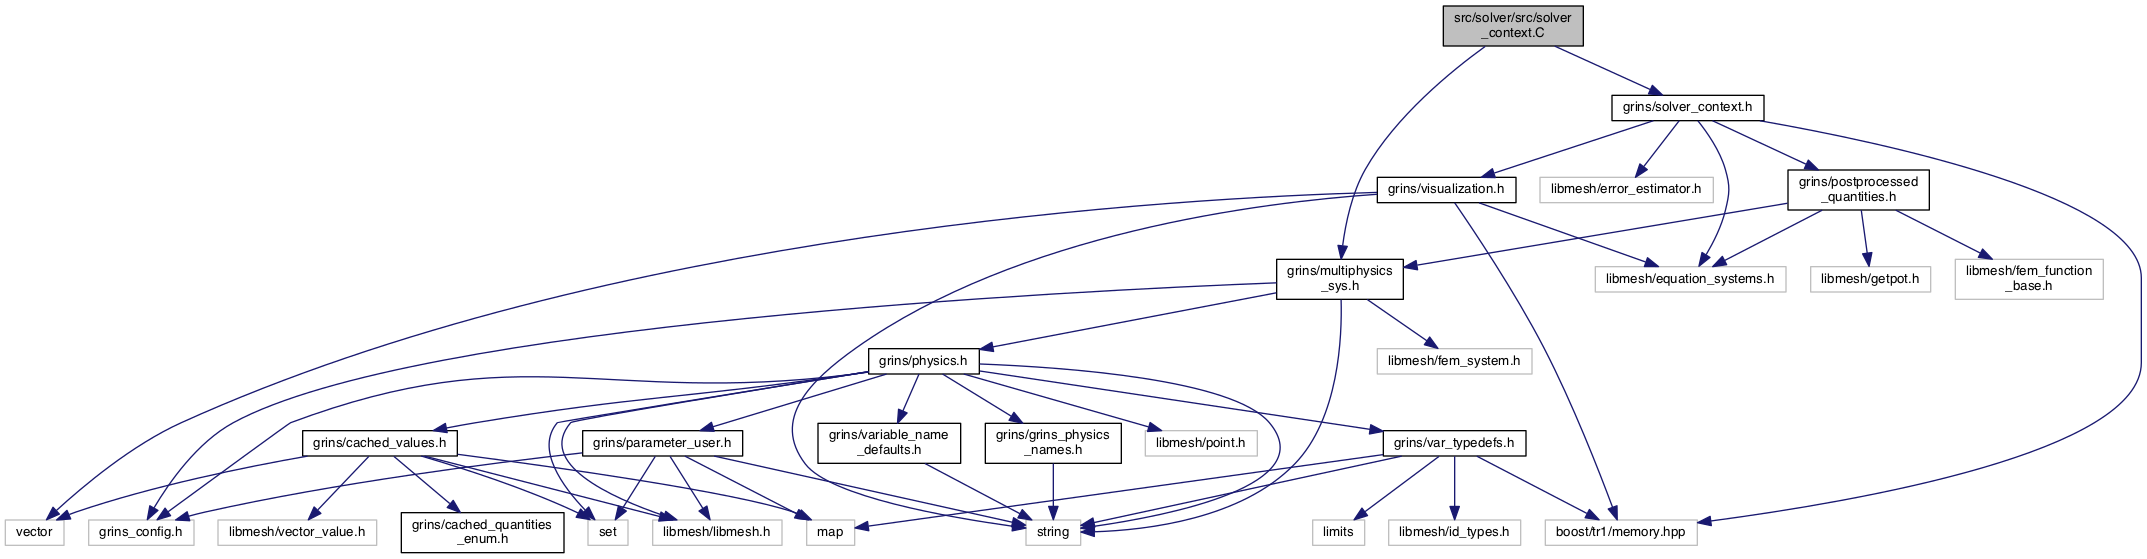 src/solver/src/solver
_context.C
grins/solver_context.h
grins/visualization.h
libmesh/error_estimator.h
grins/postprocessed
_quantities.h
grins/multiphysics
_sys.h
libmesh/equation_systems.h
libmesh/getpot.h
libmesh/fem_function
_base.h
grins/physics.h
libmesh/fem_system.h
grins/cached_values.h
grins/parameter_user.h
grins/variable_name
_defaults.h
grins/grins_physics
_names.h
libmesh/point.h
grins/var_typedefs.h
vector
grins_config.h
libmesh/vector_value.h
grins/cached_quantities
_enum.h
set
libmesh/libmesh.h
map
string
limits
libmesh/id_types.h
boost/tr1/memory.hpp